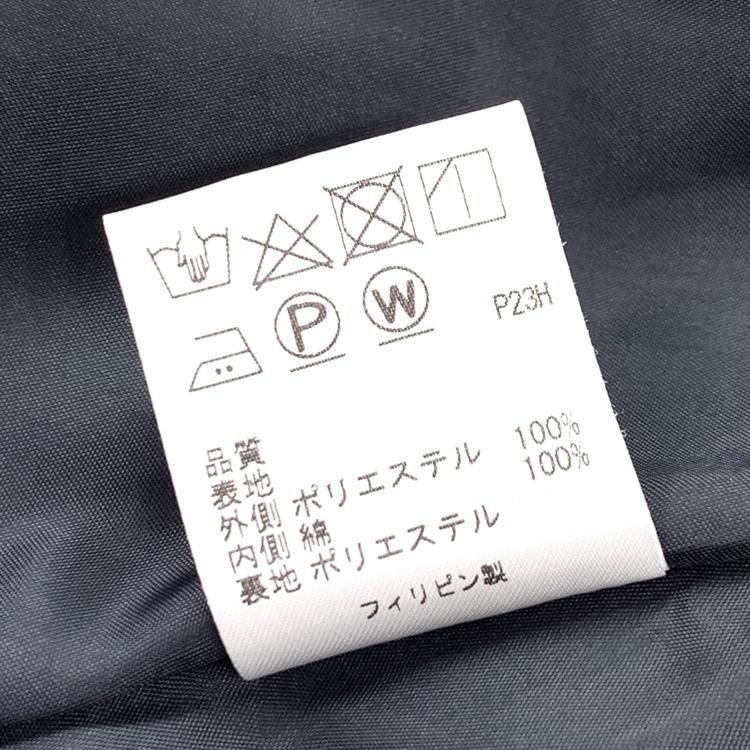 P W P23H
品質
表地
外側 ポリエステル 100%
内側 綿 100%
裏地 ポリエステル
フィリピン製